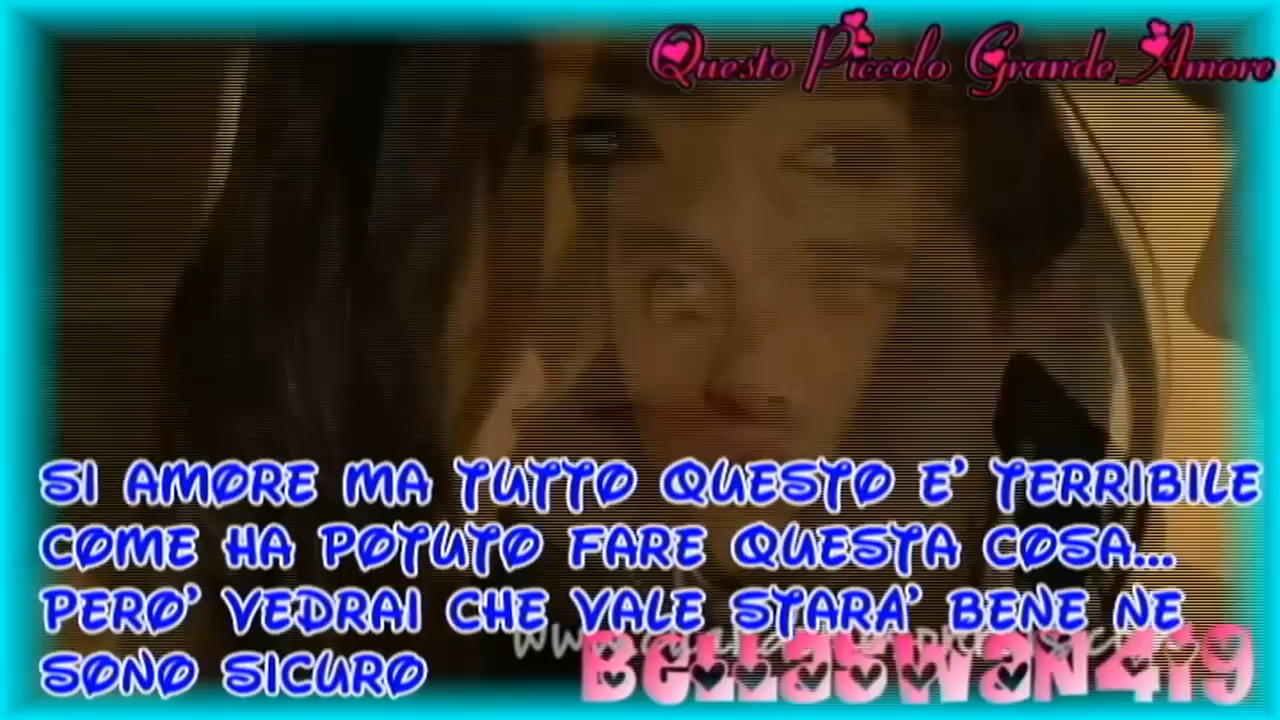 Questo Piccolo Grande Amore
SI AMORE MA TUTTO QUESTO E' TERRIBILE
COME HA POTUTO FARE QUESTA COSA...
PERO' VEDRAI CHE VALE STARA' BENE NE
SONO SICURO
BellaSwan4i9